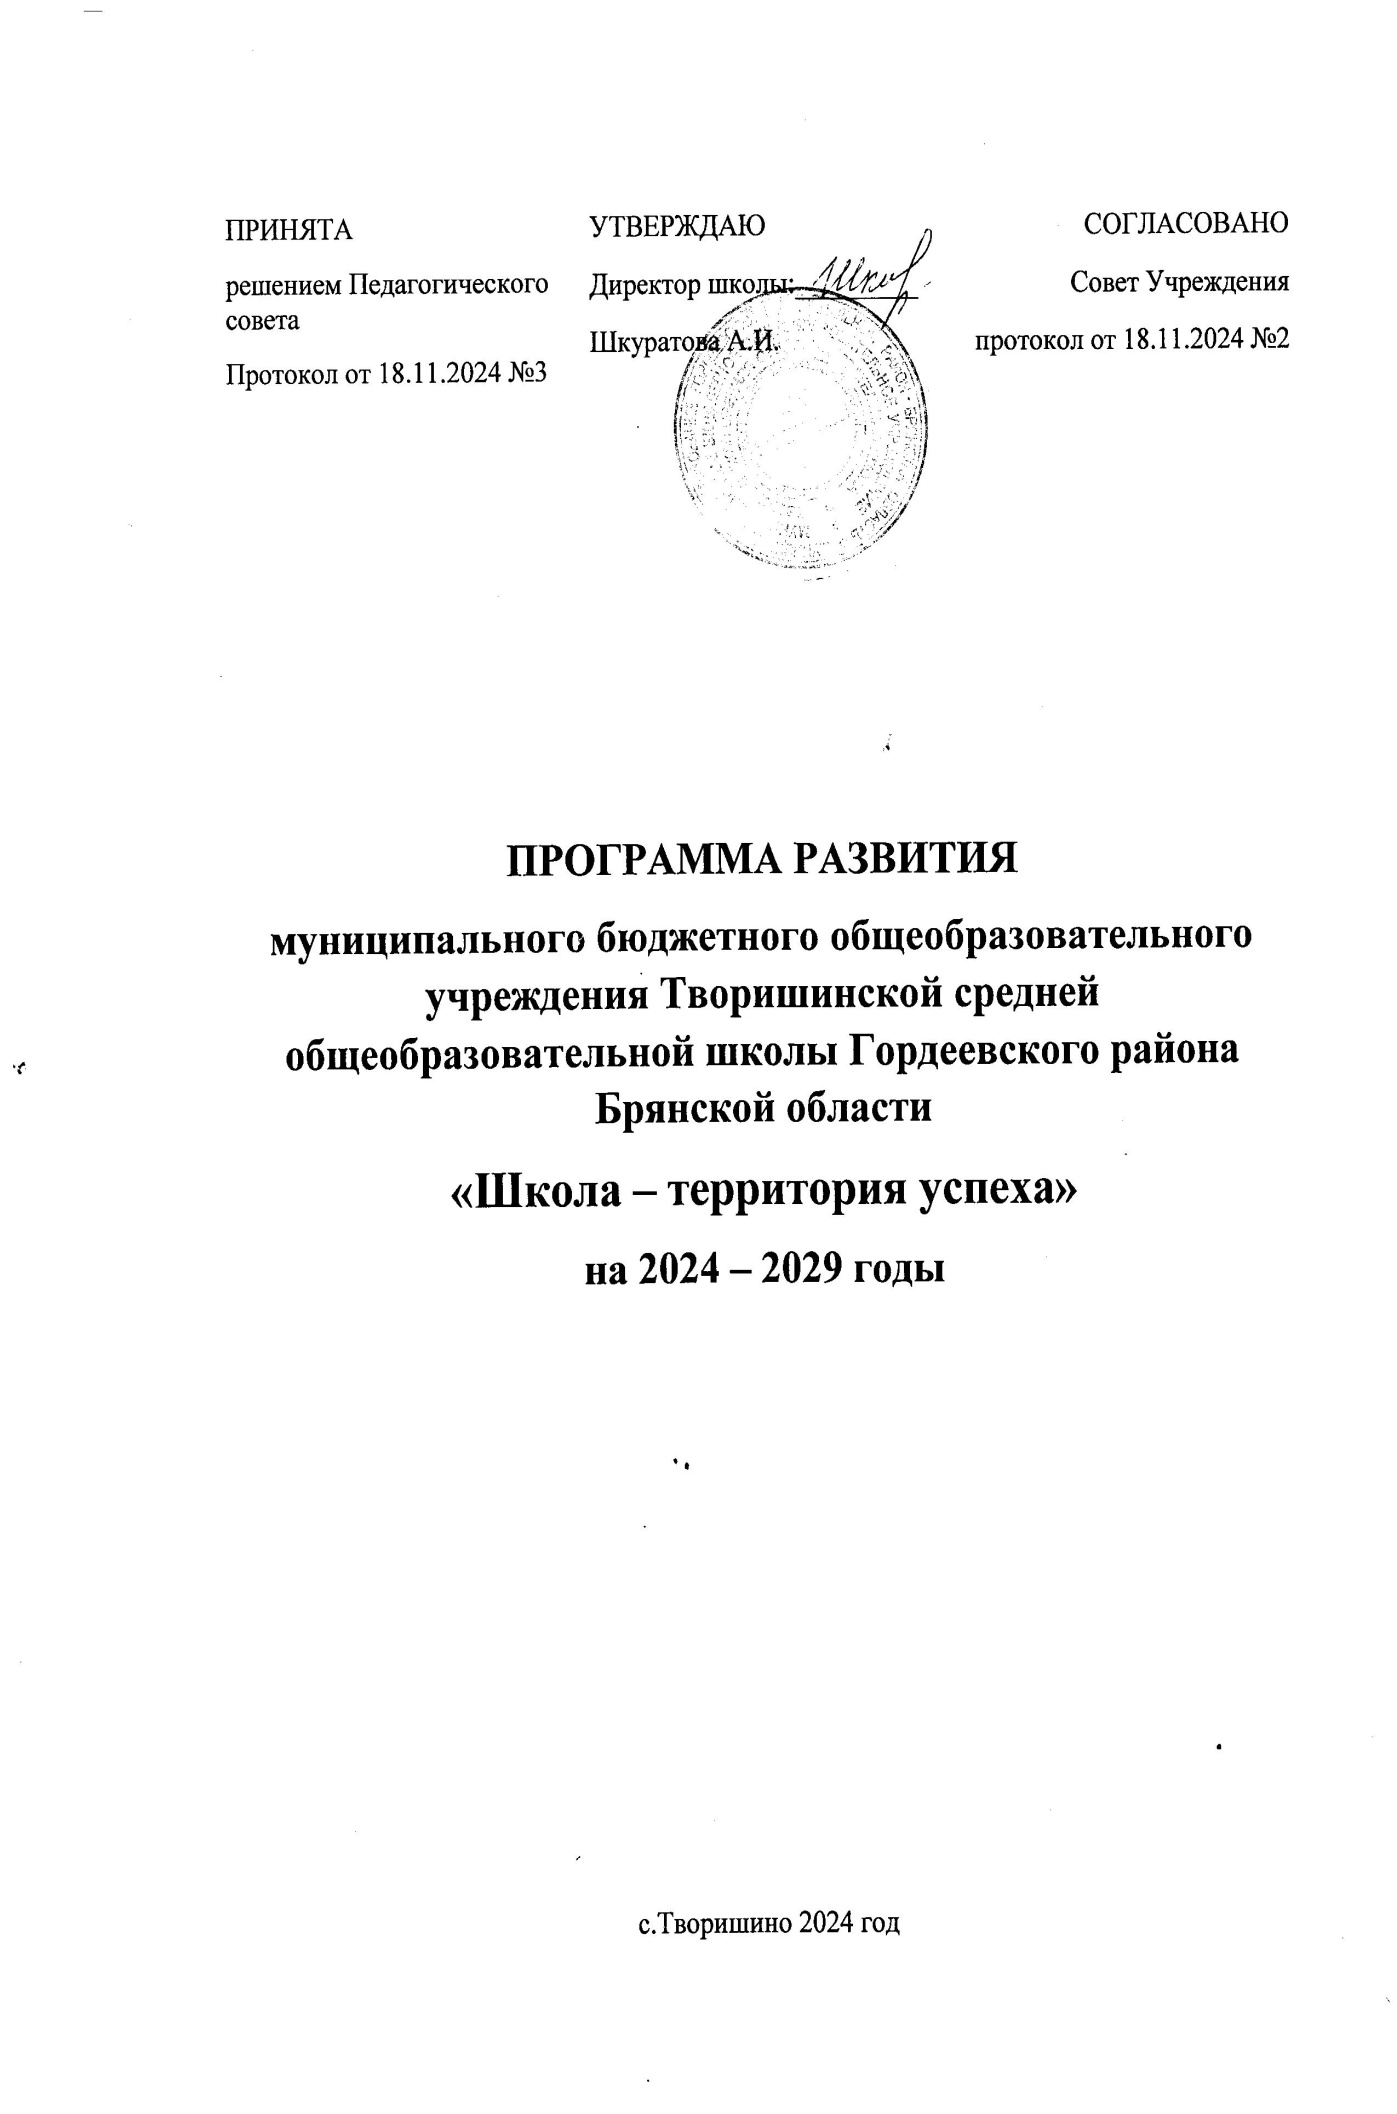 ПРИНЯТА
решением Педагогического
совета
Протокол от 18.11.2024 №3
УТВЕРЖДАЮ
Директор школы:
Шкуратова А.И.
СОГЛАСОВАНО
Совет Учреждения
протокол от 18.11.2024 №2
ПРОГРАММА РАЗВИТИЯ
муниципального бюджетного общеобразовательного
учреждения Творишинской средней
общеобразовательной школы Гордеевского района
Брянской области
«Школа – территория успеха»
на 2024 – 2029 годы
с.Творишино 2024 год